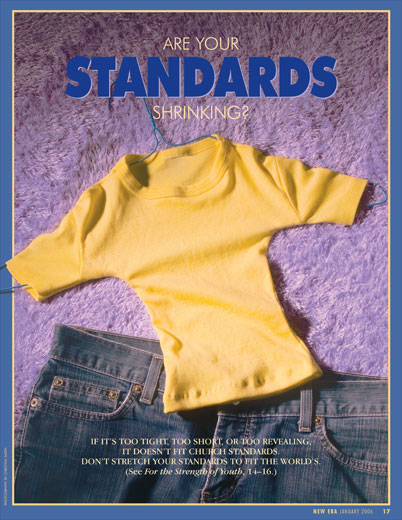 ARE YOUR
STANDARDS
SHRINKING?
IF IT'S TOO TIGHT, TOO SHORT, OR TOO REVEALING,
IT DOESN'T FIT CHURCH STANDARDS.
DON'T STRETCH YOUR STANDARDS TO FIT THE WORLD'S.
(See For the Strength of Youth, 14–16.)
NEW ERA JANUARY 2006 17